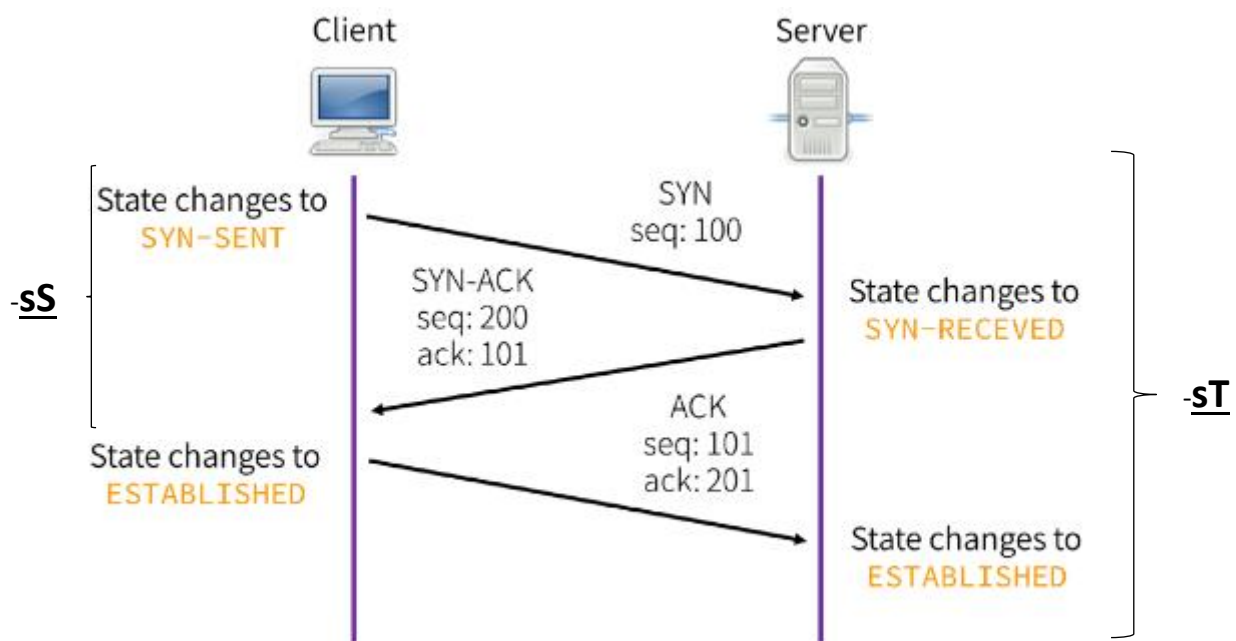 Client
Server
State changes to
SYN-SENT
SYN
seq: 100
-sS
SYN-ACK
seq: 200
ack: 101
State changes to
SYN-RECEVED
-sT
ACK
seq: 101
ack: 201
State changes to
ESTABLISHED
State changes to
ESTABLISHED